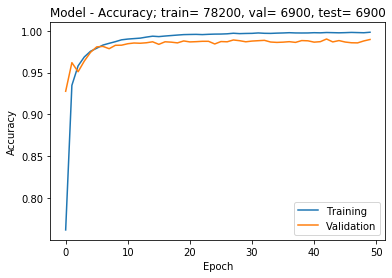 Model - Accuracy; train= 78200, val= 6900, test= 6900
1.00
0.95
0.90
0.85
0.80
Accuracy
0 10 20 30 40 50
Epoch
Training
Validation